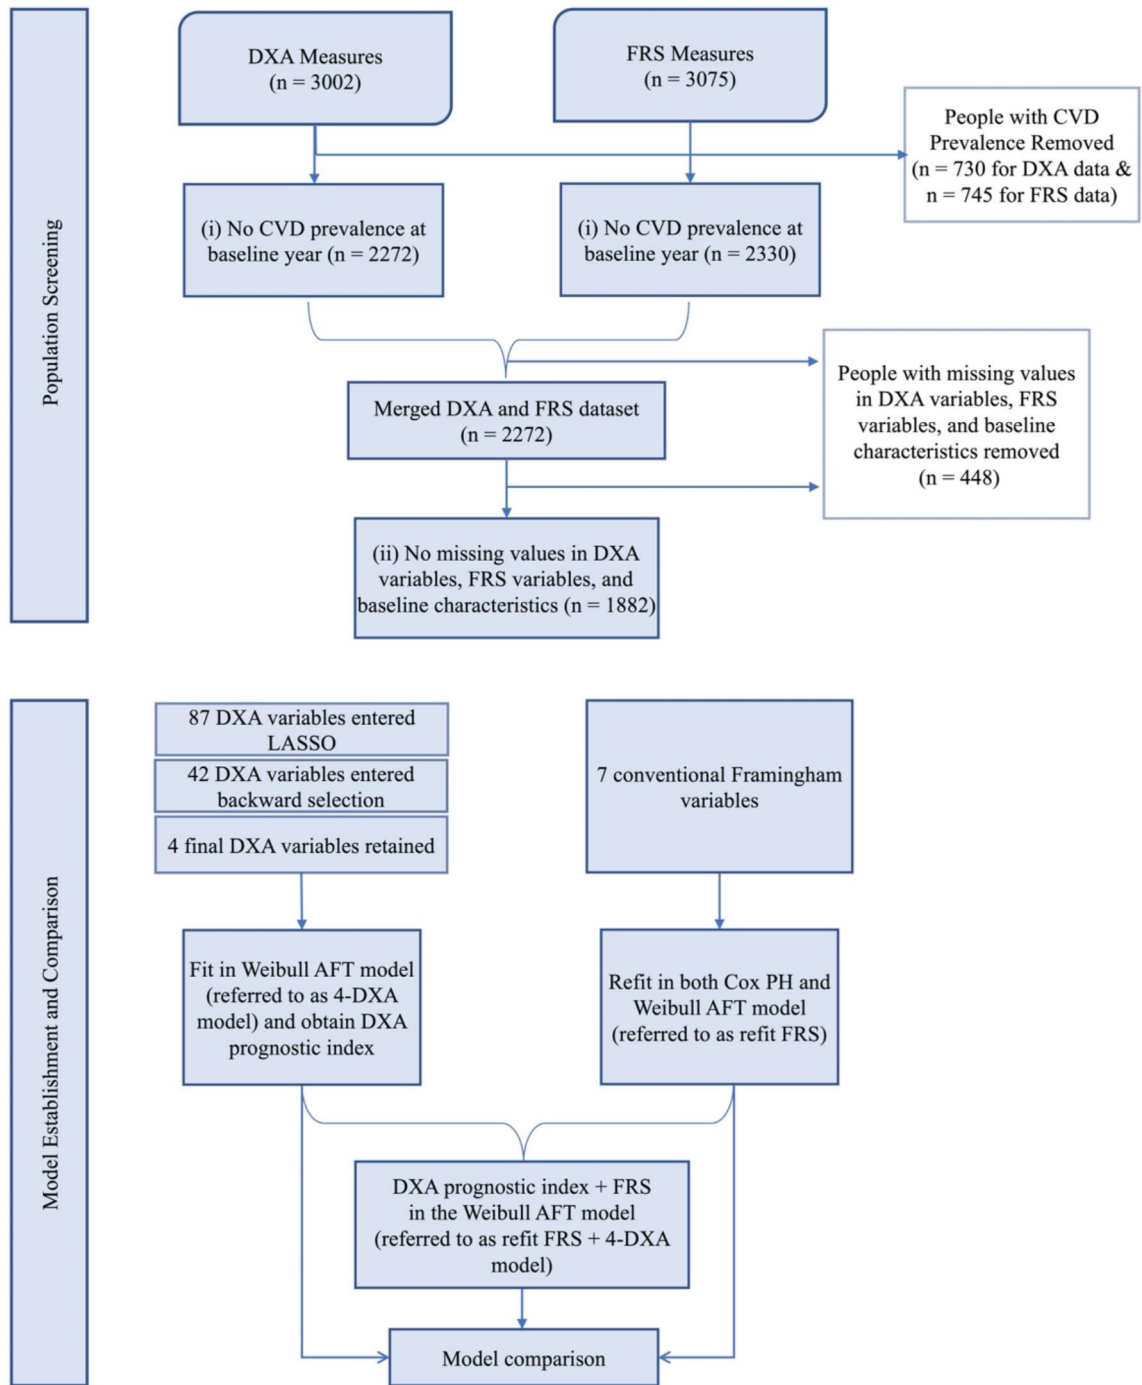 Population Screening
DXA Measures
(n = 3002)
FRS Measures
(n = 3075)
People with CVD
Prevalence Removed
(n = 730 for DXA data &
n = 745 for FRS data)
(i) No CVD prevalence at
baseline year (n = 2272)
(i) No CVD prevalence at
baseline year (n = 2330)
People with missing values
in DXA variables, FRS
variables, and baseline
characteristics removed
(n = 448)
Merged DXA and FRS dataset
(n = 2272)
(ii) No missing values in DXA
variables, FRS variables, and
baseline characteristics (n = 1882)
Model Establishment and Comparison
87 DXA variables entered
LASSO
42 DXA variables entered
backward selection
4 final DXA variables retained
7 conventional Framingham
variables
Fit in Weibull AFT model
(referred to as 4-DXA
model) and obtain DXA
prognostic index
Refit in both Cox PH and
Weibull AFT model
(referred to as refit FRS)
DXA prognostic index + FRS
in the Weibull AFT model
(referred to as refit FRS + 4-DXA
model)
Model comparison